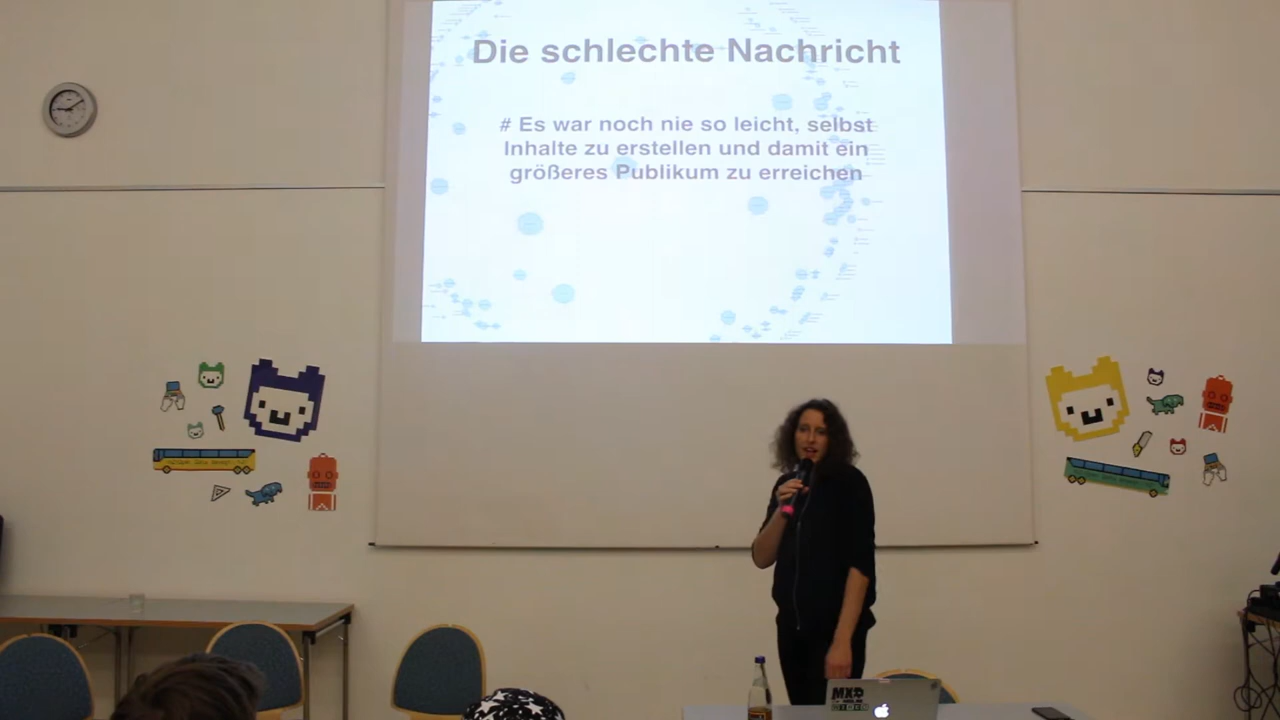 Die schlechte Nachricht
# Es war noch nie so leicht, selbst
Inhalte zu erstellen und damit ein
größeres Publikum zu erreichen